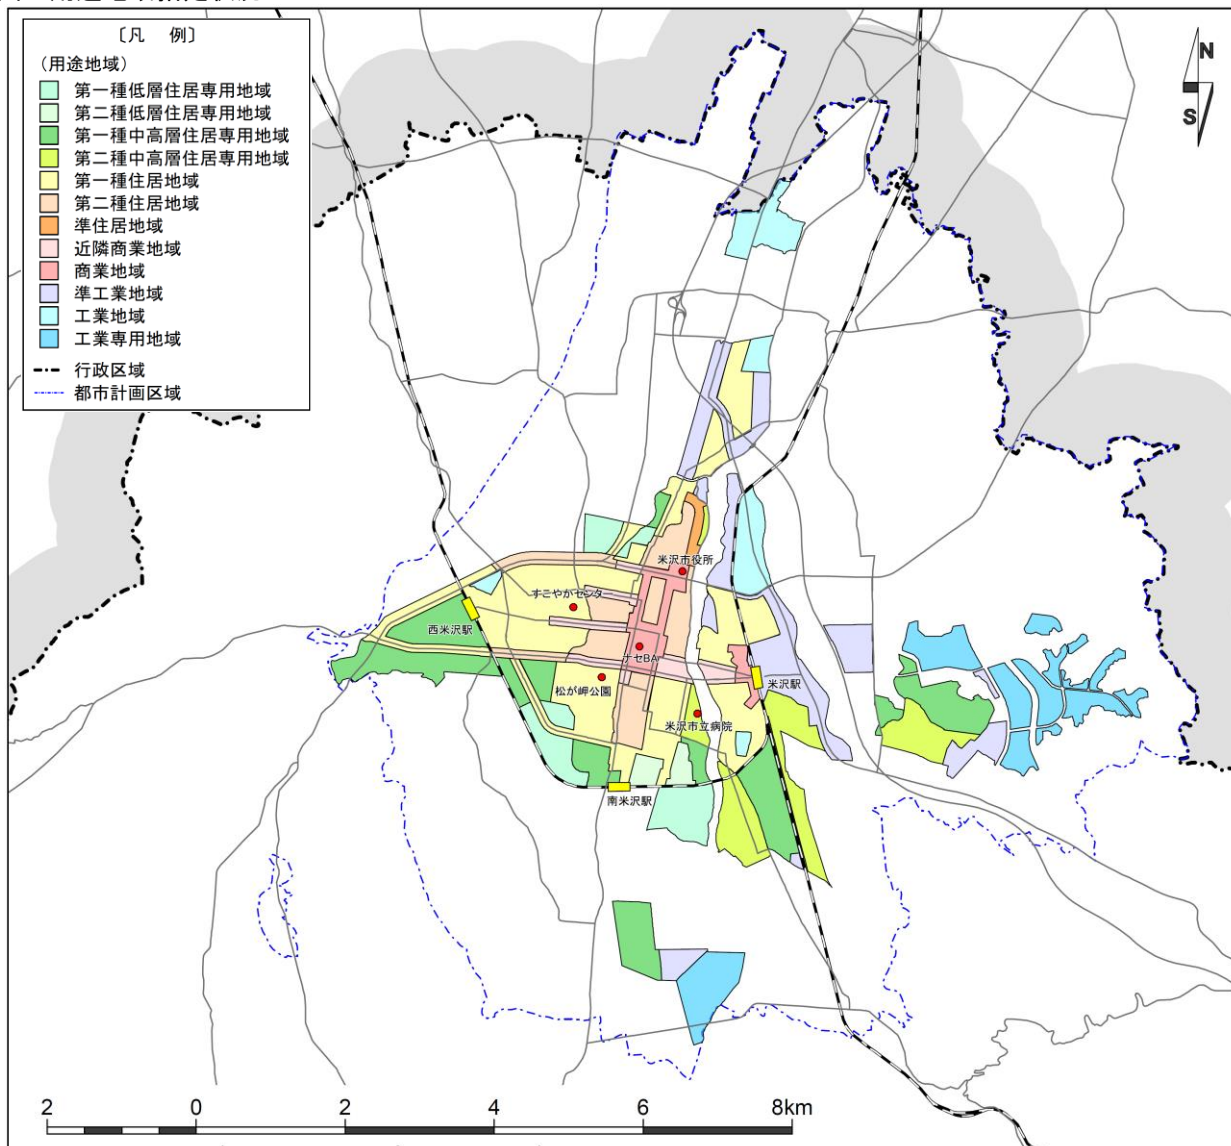 〔凡　例〕
（用途地域）
第一種低層住居専用地域
第二種低層住居専用地域
第一種中高層住居専用地域
第二種中高層住居専用地域
第一種住居地域
第二種住居地域
準住居地域
近隣商業地域
商業地域
準工業地域
工業地域
工業専用地域
行政区域
都市計画区域
N
S
米沢市役所
すこやかセンター
西米沢駅
ナセBA
米沢駅
松が岬公園
米沢市立病院
南米沢駅
2 0 2 4 6 8km